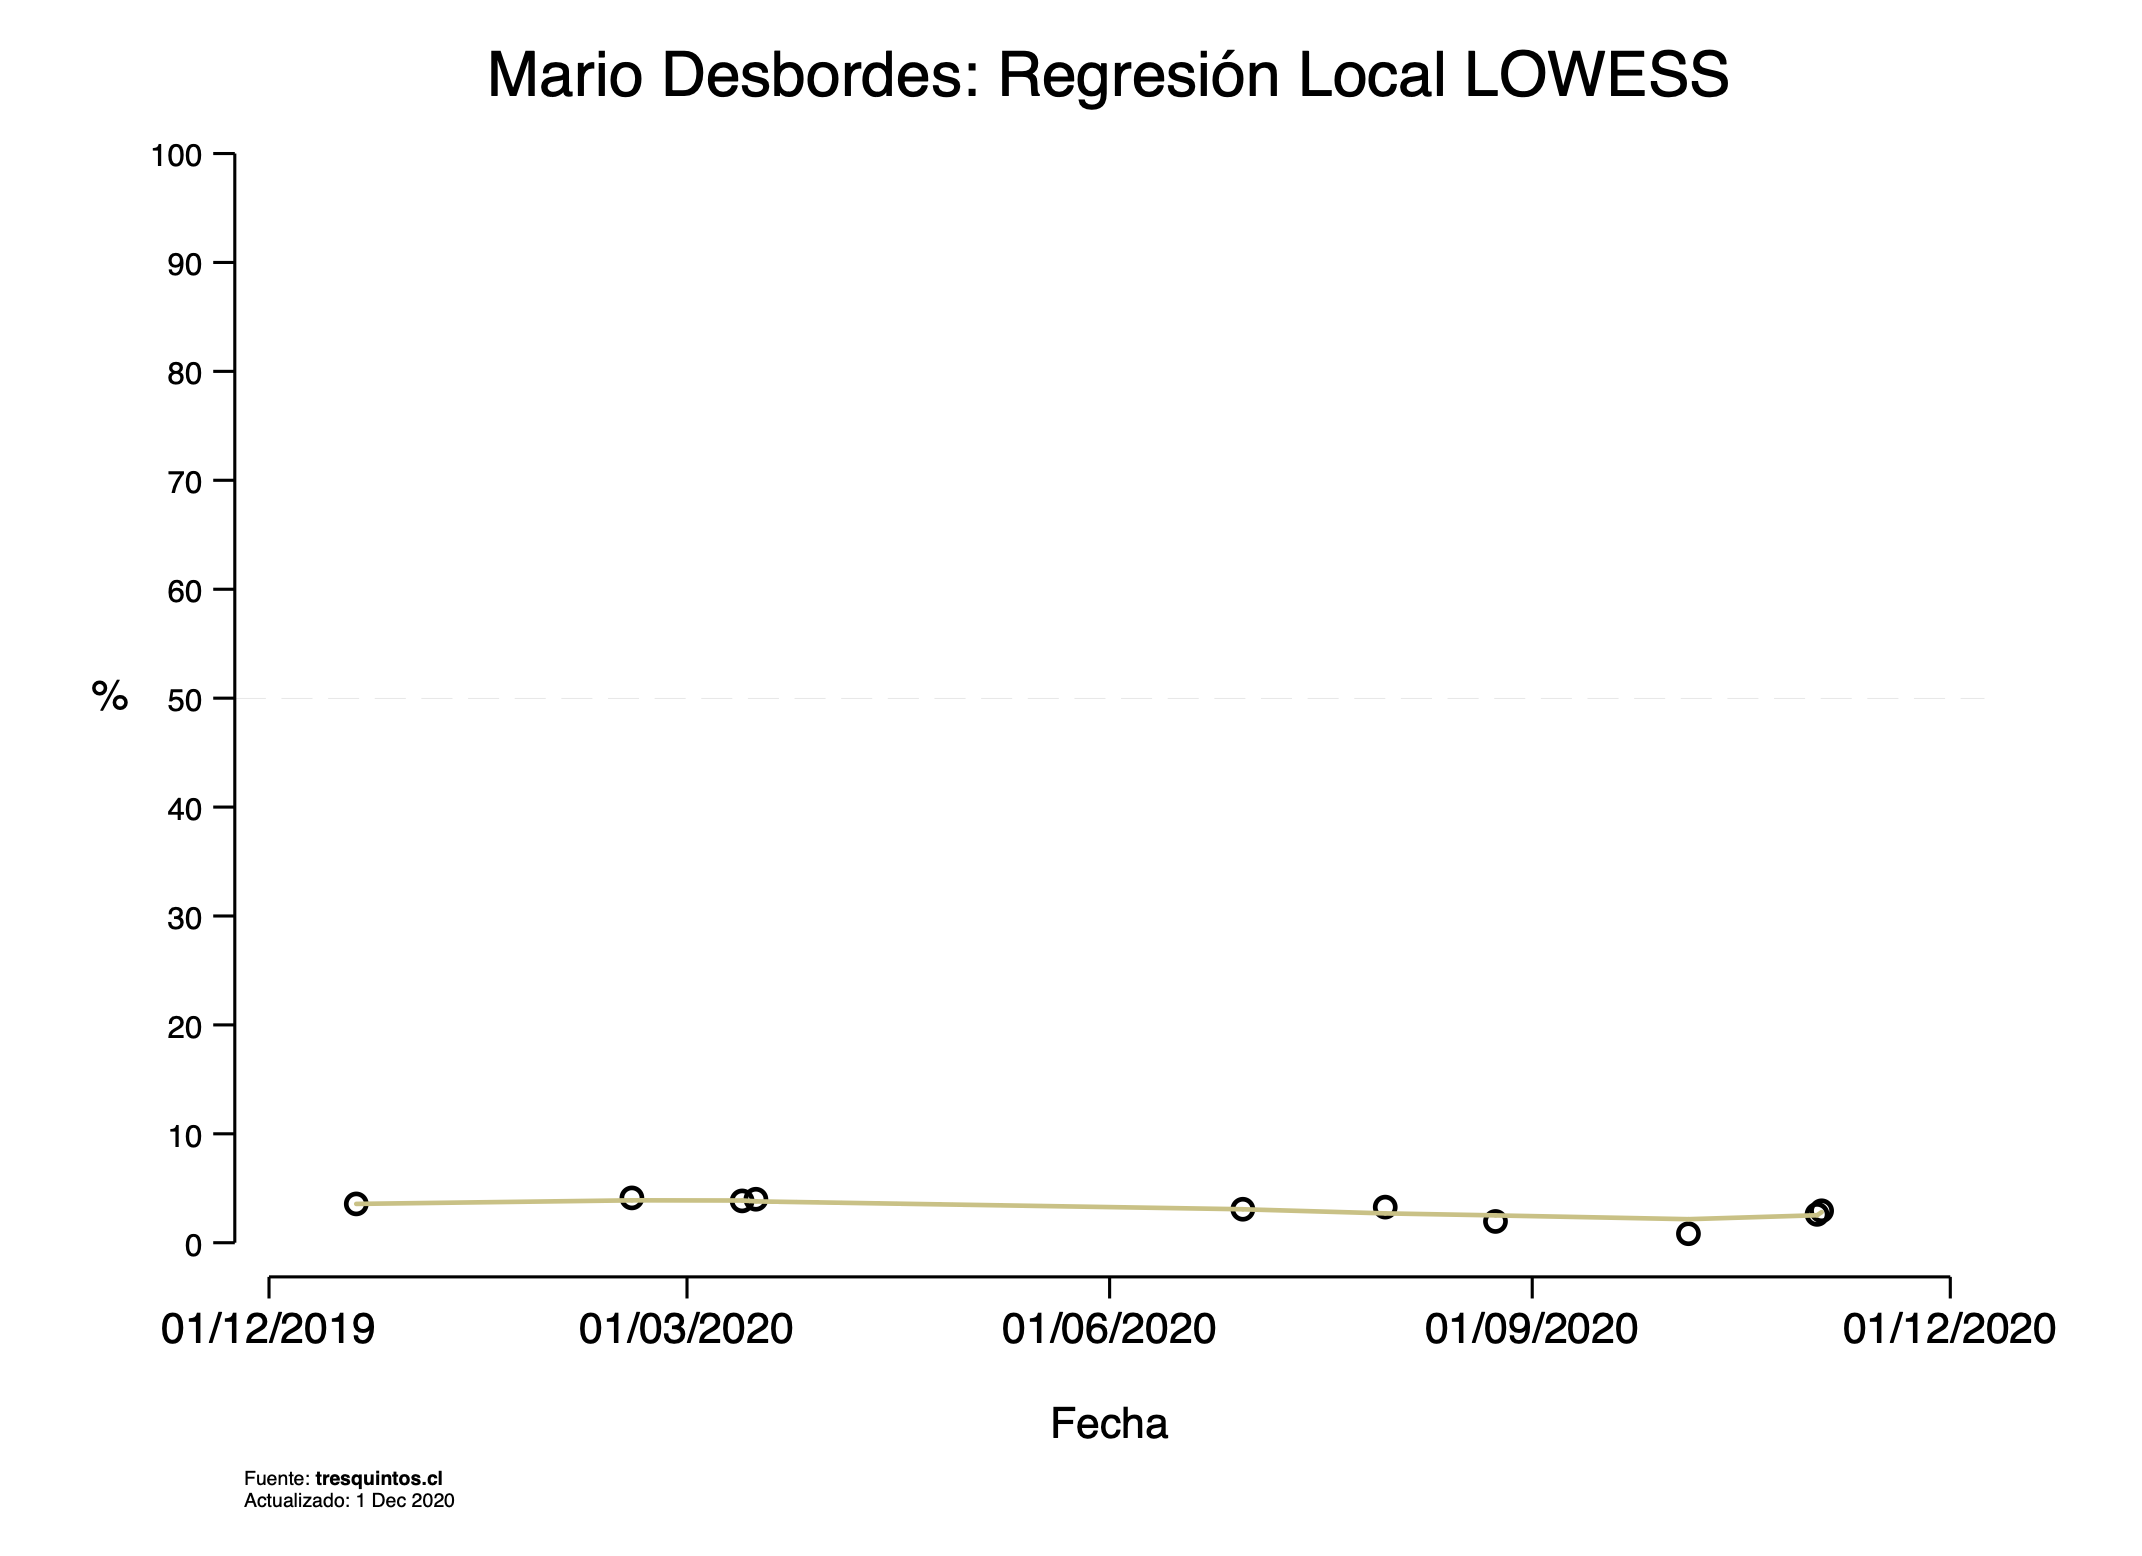 Mario Desbordes: Regresión Local LOWESS
100
90
80
70
60
% 50
40
30
20
10
0
01/12/2019 01/03/2020 01/06/2020 01/09/2020 01/12/2020
Fecha
Fuente: tresquintos.cl
Actualizado: 1 Dec 2020